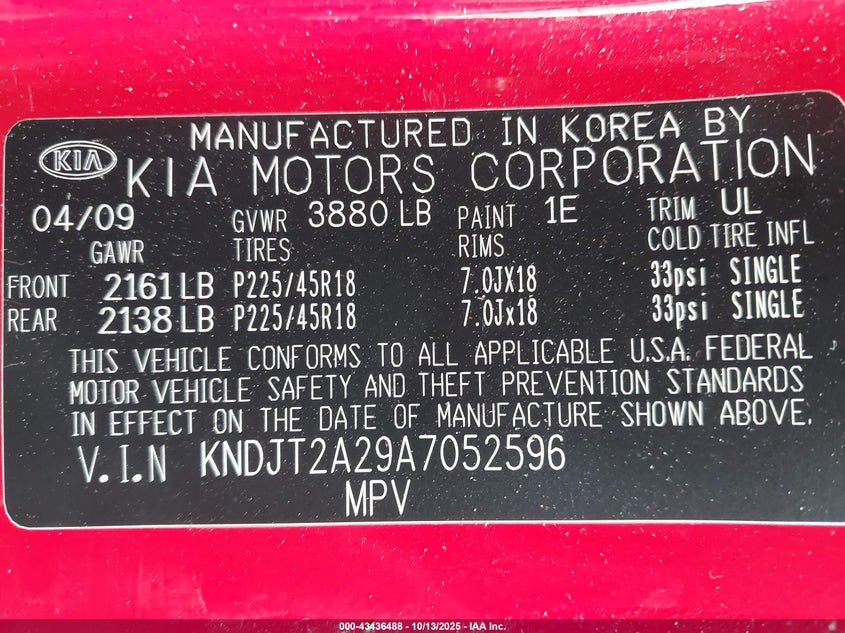 MANUFACTURED IN KOREA BY
KIA KIA MOTORS CORPORATION
04/09 GVWR 3880 LB PAINT 1E TRIM UL
GAWR TIRES RIMS COLD TIRE INFL
FRONT 2161 LB P225/45R18 7.0JX18 33psi SINGLE
REAR 2138 LB P225/45R18 7.0Jx18 33psi SINGLE
THIS VEHICLE CONFORMS TO ALL APPLICABLE U.S.A. FEDERAL
MOTOR VEHICLE SAFETY AND THEFT PREVENTION STANDARDS
IN EFFECT ON THE DATE OF MANUFACTURE SHOWN ABOVE.
V.I.N KNDJT2A29A7052596
MPV
000-43436488 - 10/13/2025 - IAA Inc.